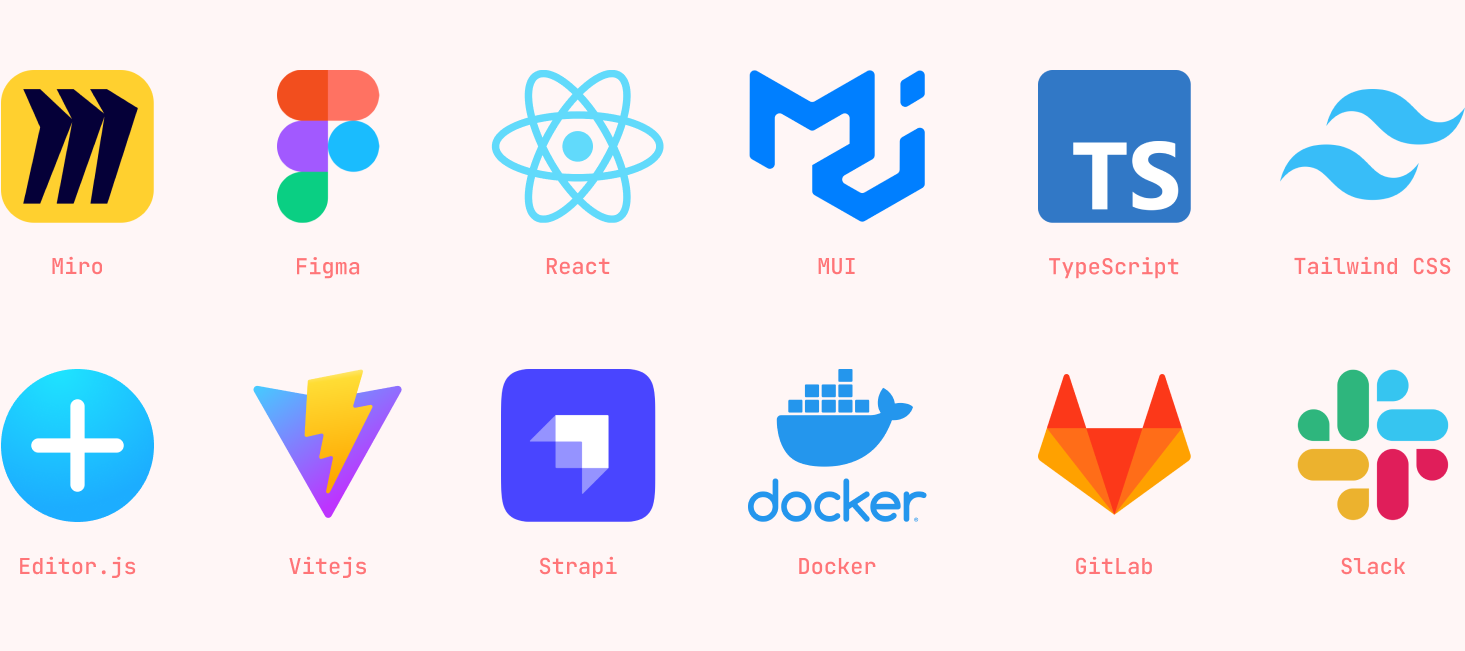 TS
Miro
Figma
React
MUI
TypeScript
Tailwind CSS
docker
Editor.js
Vitejs
Strapi
Docker
GitLab
Slack